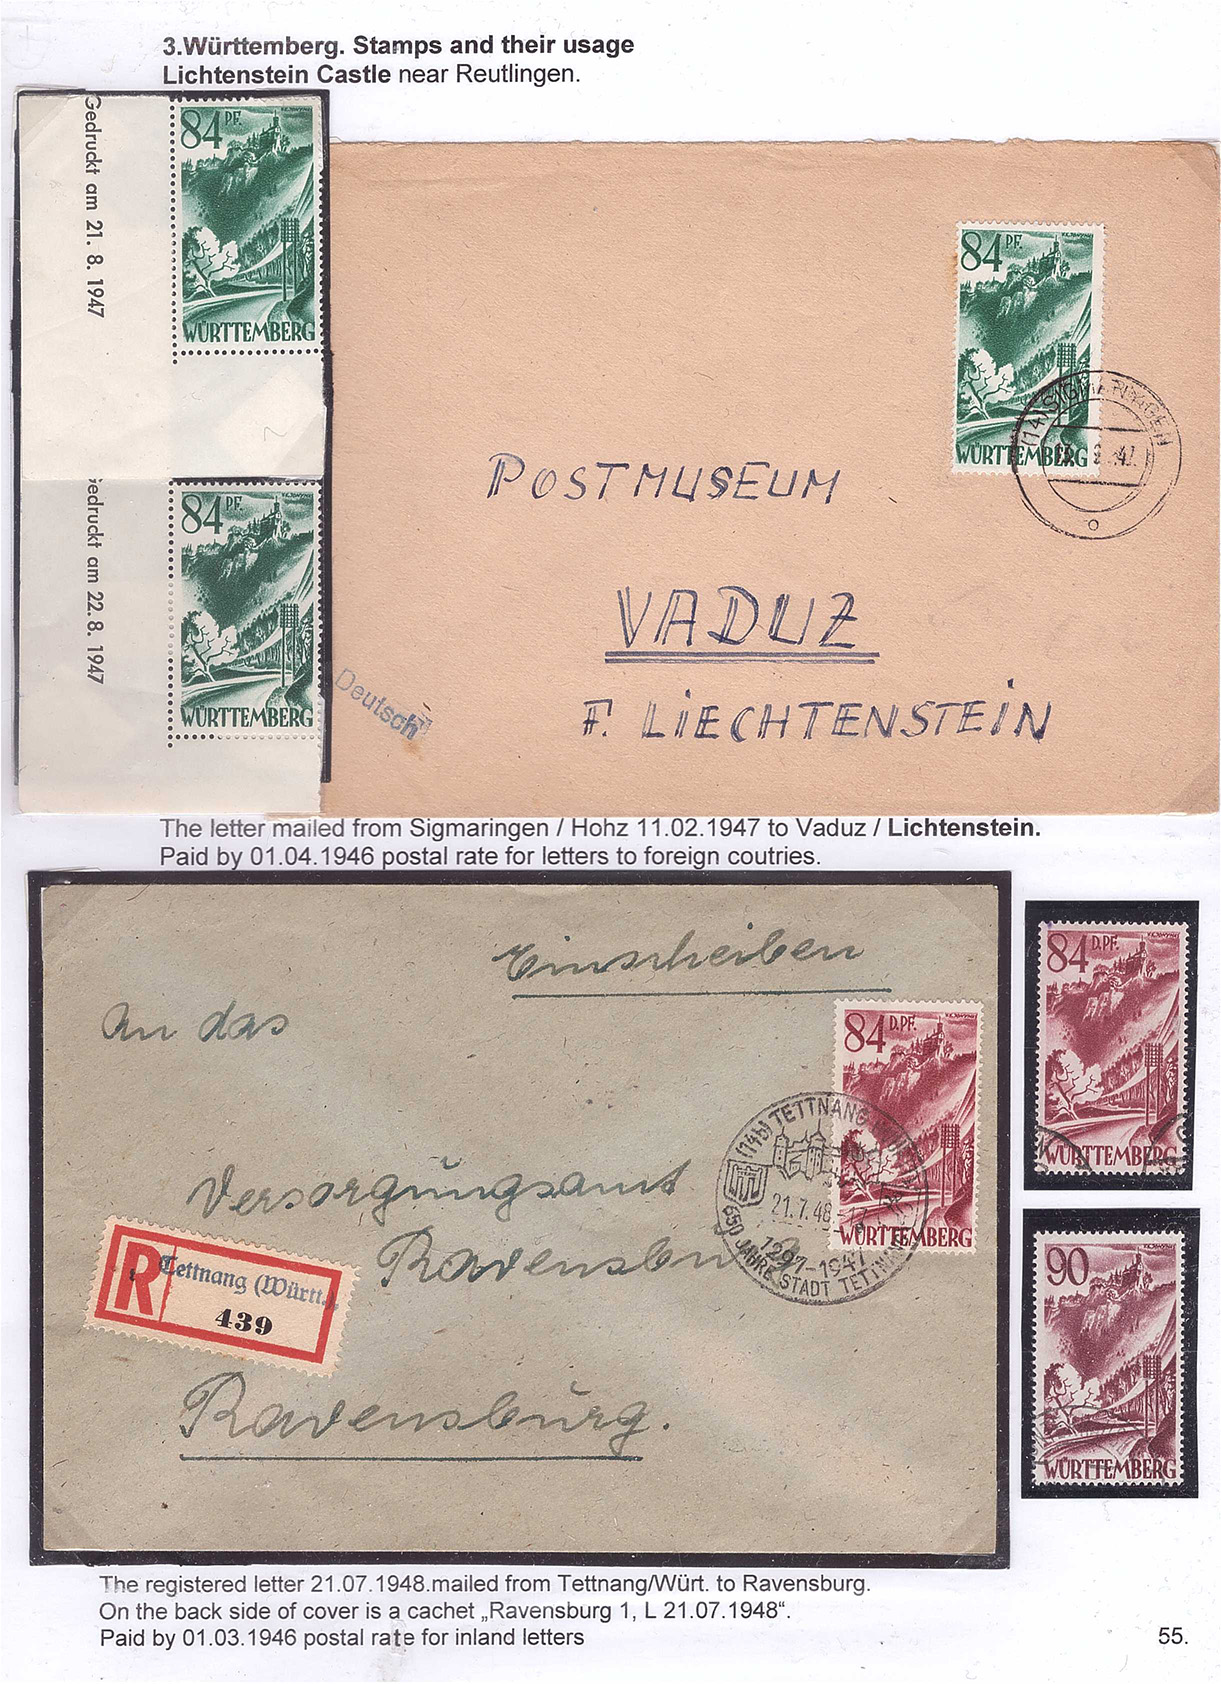 3.Württemberg. Stamps and their usage
Lichtenstein Castle near Reutlingen.
Gedruckt am 21. 8. 1947
84 PF.
WÜRTTEMBERG
Gedruckt am 22. 8. 1947
84 PF.
WÜRTTEMBERG
84 PF.
WÜRTTEMBERG
(14) SIGMARINGEN
POSTMUSEUM
VADUZ
F. LIECHTENSTEIN
Deutsch
The letter mailed from Sigmaringen / Hohz 11.02.1947 to Vaduz / Lichtenstein.
Paid by 01.04.1946 postal rate for letters to foreign coutries.
Einschreiben
An das
84 D.PF.
WÜRTTEMBERG
(14b) TETTNANG
21.7.48
1297-1947
650 JAHRE STADT TETTNANG
Versorgungsamt
Ravensburg
R Tettnang (Württ.)
439
Ravensburg.
84 D.PF.
WÜRTTEMBERG
90
WÜRTTEMBERG
The registered letter 21.07.1948.mailed from Tettnang/Würt. to Ravensburg.
On the back side of cover is a cachet „Ravensburg 1, L 21.07.1948“.
Paid by 01.03.1946 postal rate for inland letters
55.